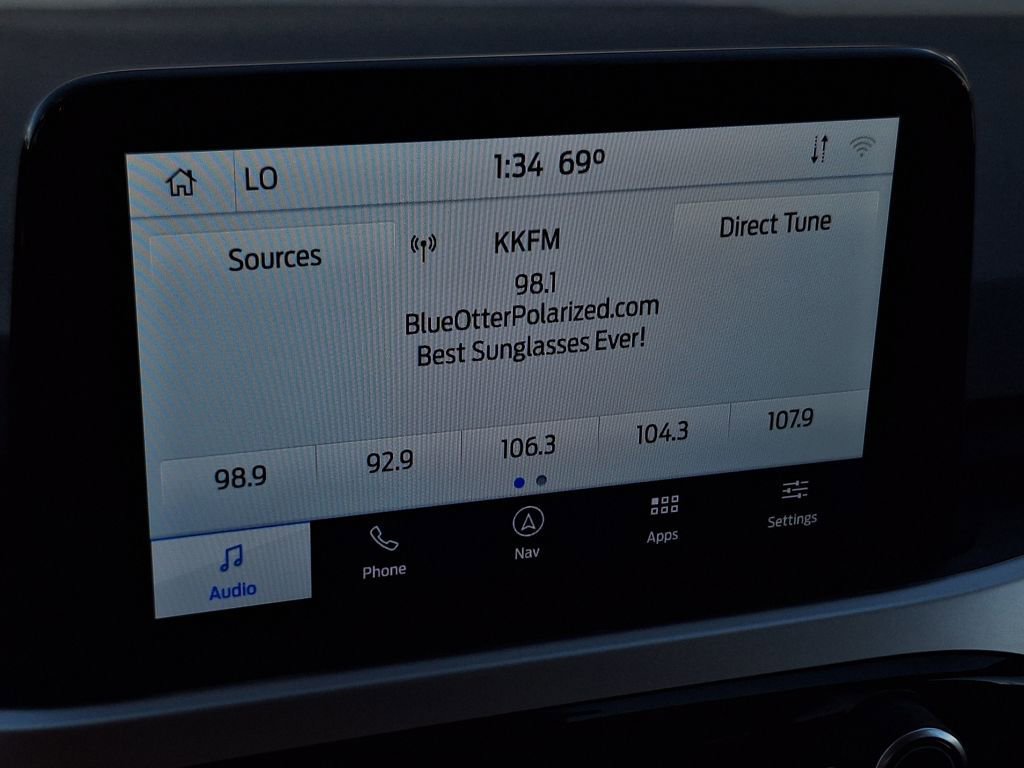 LO
1:34 69º
Sources
KKFM
Direct Tune
98.1
BlueOtterPolarized.com
Best Sunglasses Ever!
98.9
92.9
106.3
104.3
107.9
Audio
Phone
Nav
Apps
Settings